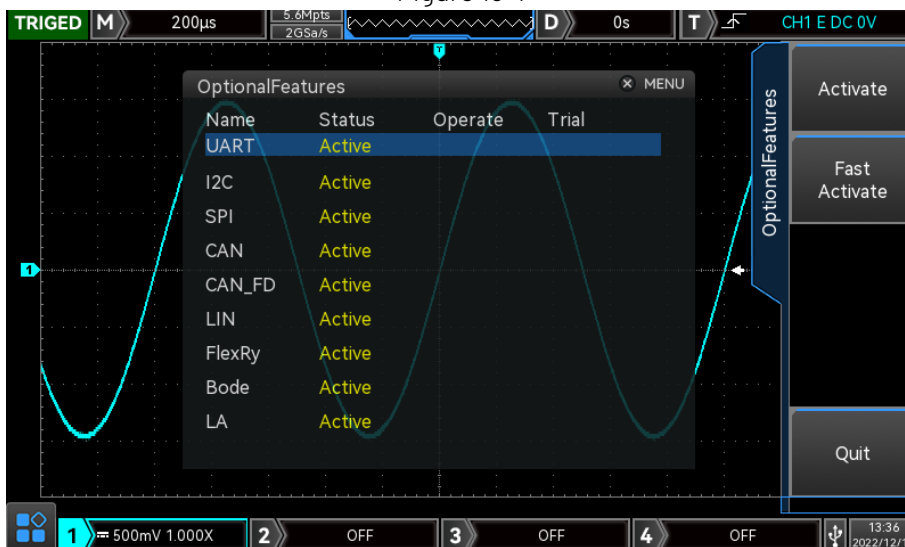 TRIGED M 200μs 5.6Mpts D 0s T CH1 E DC 0V
2GSa/s
T
OptionalFeatures MENU
Name Status Operate Trial
UART Active
I2C Active
SPI Active
CAN Active
CAN_FD Active
LIN Active
FlexRy Active
Bode Active
LA Active
1
OptionalFeatures
Activate
Fast
Activate
Quit
1 500mV 1.000X 2 OFF 3 OFF 4 OFF 13:36